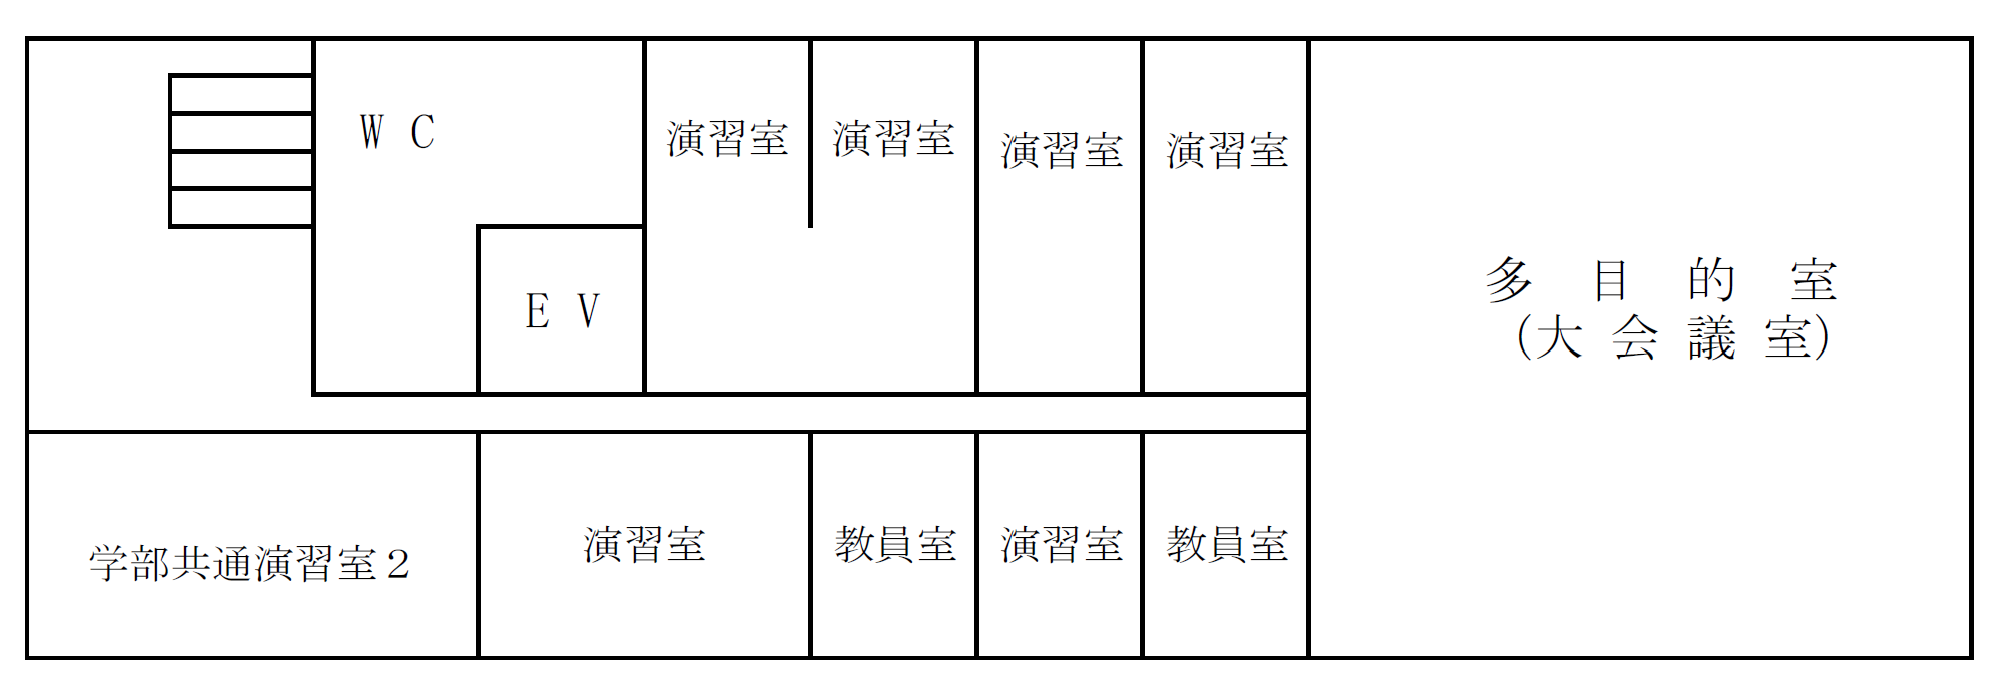 Ｗ Ｃ
演習室
演習室
演習室
演習室
Ｅ Ｖ
多 目 的 室
（大 会 議 室）
学部共通演習室２
演習室
教員室
演習室
教員室